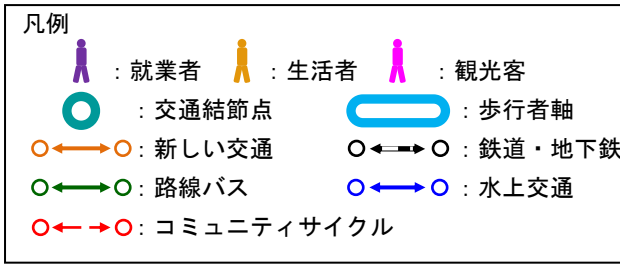 凡例
：就業者 ：生活者 ：観光客
：交通結節点 ：歩行者軸
：新しい交通 ：鉄道・地下鉄
：路線バス ：水上交通
：コミュニティサイクル